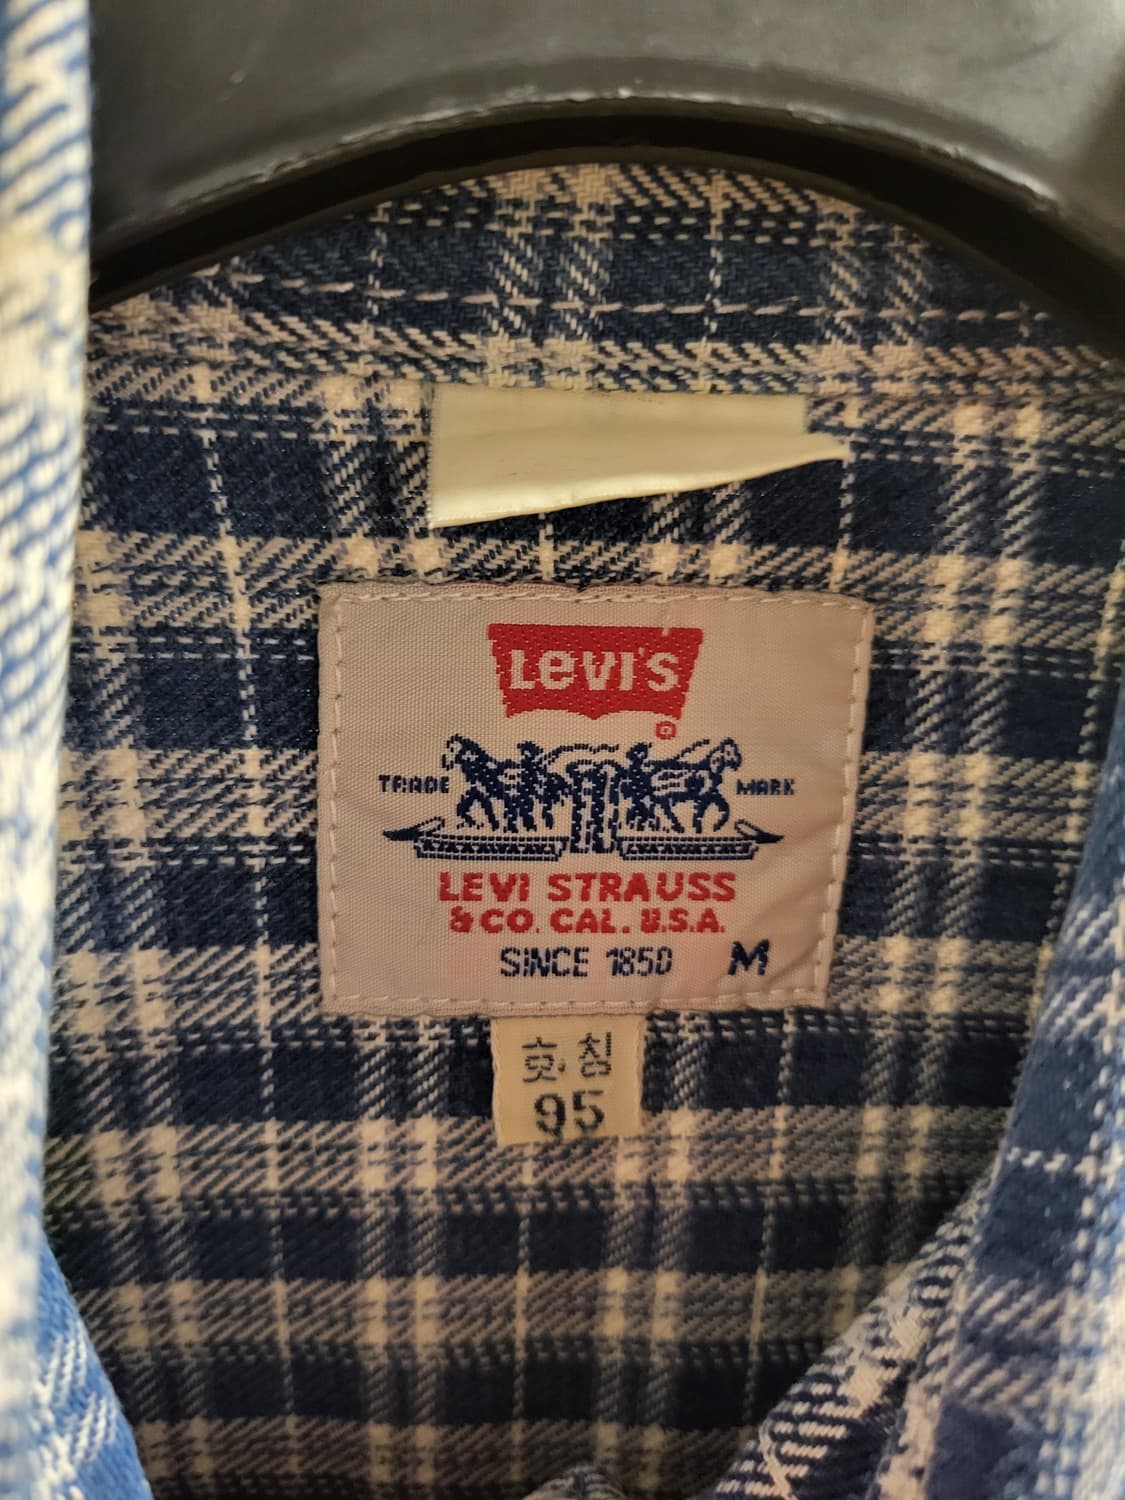 LEVI'S
®
TRADE MARK
LEVI STRAUSS
& CO. CAL. U.S.A.
SINCE 1850 M
호칭
95